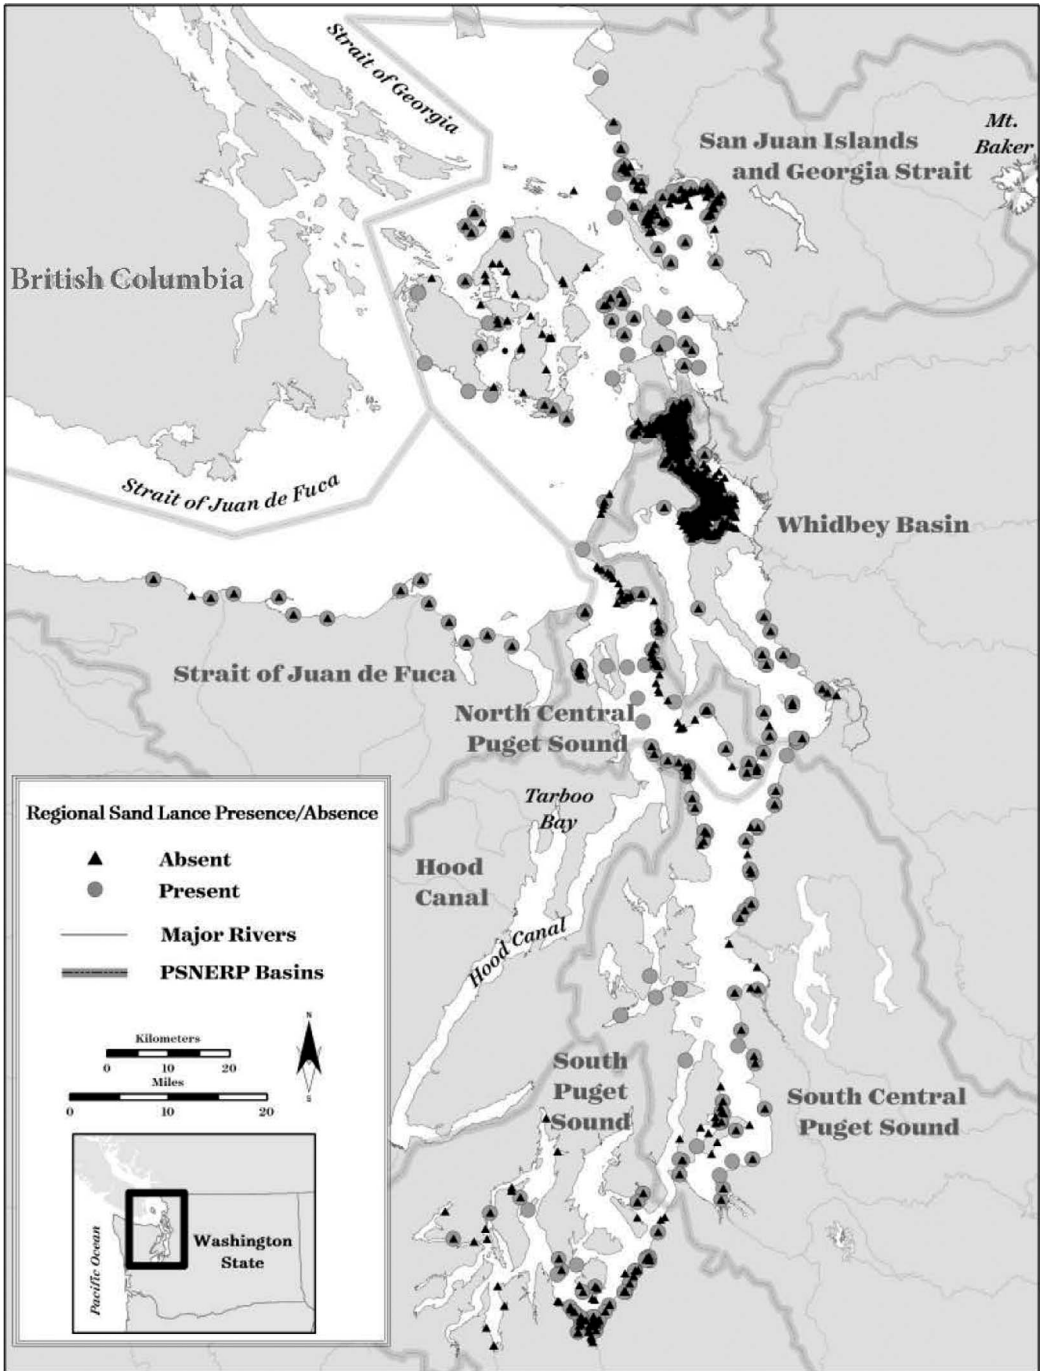 Strait of Georgia
Mt.
Baker
San Juan Islands
and Georgia Strait
British Columbia
Strait of Juan de Fuca
Whidbey Basin
Strait of Juan de Fuca
North Central
Puget Sound
Tarboo
Bay
Hood
Canal
Hood Canal
South
Puget
Sound
South Central
Puget Sound
Regional Sand Lance Presence/Absence
Absent
Present
Major Rivers
PSNERP Basins
N
S
Kilometers
0 10 20
Miles
0 10 20
Pacific Ocean
Washington
State